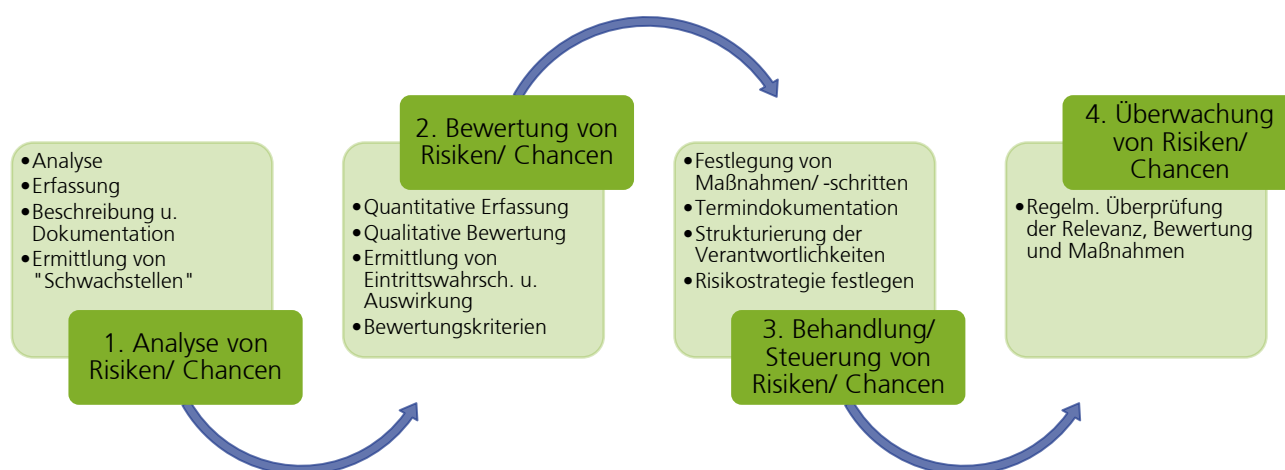 •Analyse
•Erfassung
•Beschreibung u.
Dokumentation
•Ermittlung von
"Schwachstellen"
1. Analyse von
Risiken/ Chancen
2. Bewertung von
Risiken/ Chancen
•Quantitative Erfassung
•Qualitative Bewertung
•Ermittlung von
Eintrittswahrsch. u.
Auswirkung
•Bewertungskriterien
•Festlegung von
Maßnahmen/ -schritten
•Termindokumentation
•Strukturierung der
Verantwortlichkeiten
•Risikostrategie festlegen
3. Behandlung/
Steuerung von
Risiken/ Chancen
4. Überwachung
von Risiken/
Chancen
•Regelm. Überprüfung
der Relevanz, Bewertung
und Maßnahmen